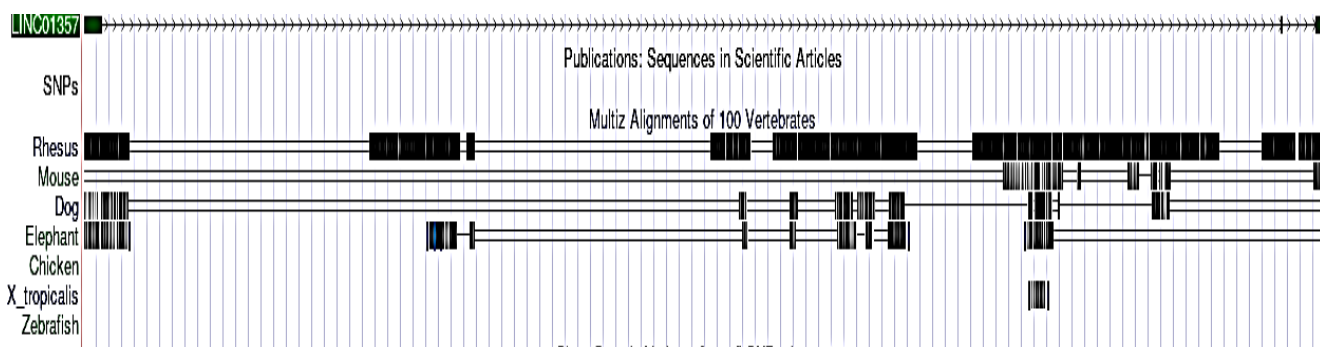 LINC01357
Publications: Sequences in Scientific Articles
SNPs
Multiz Alignments of 100 Vertebrates
Rhesus
Mouse
Dog
Elephant
Chicken
X_tropicalis
Zebrafish